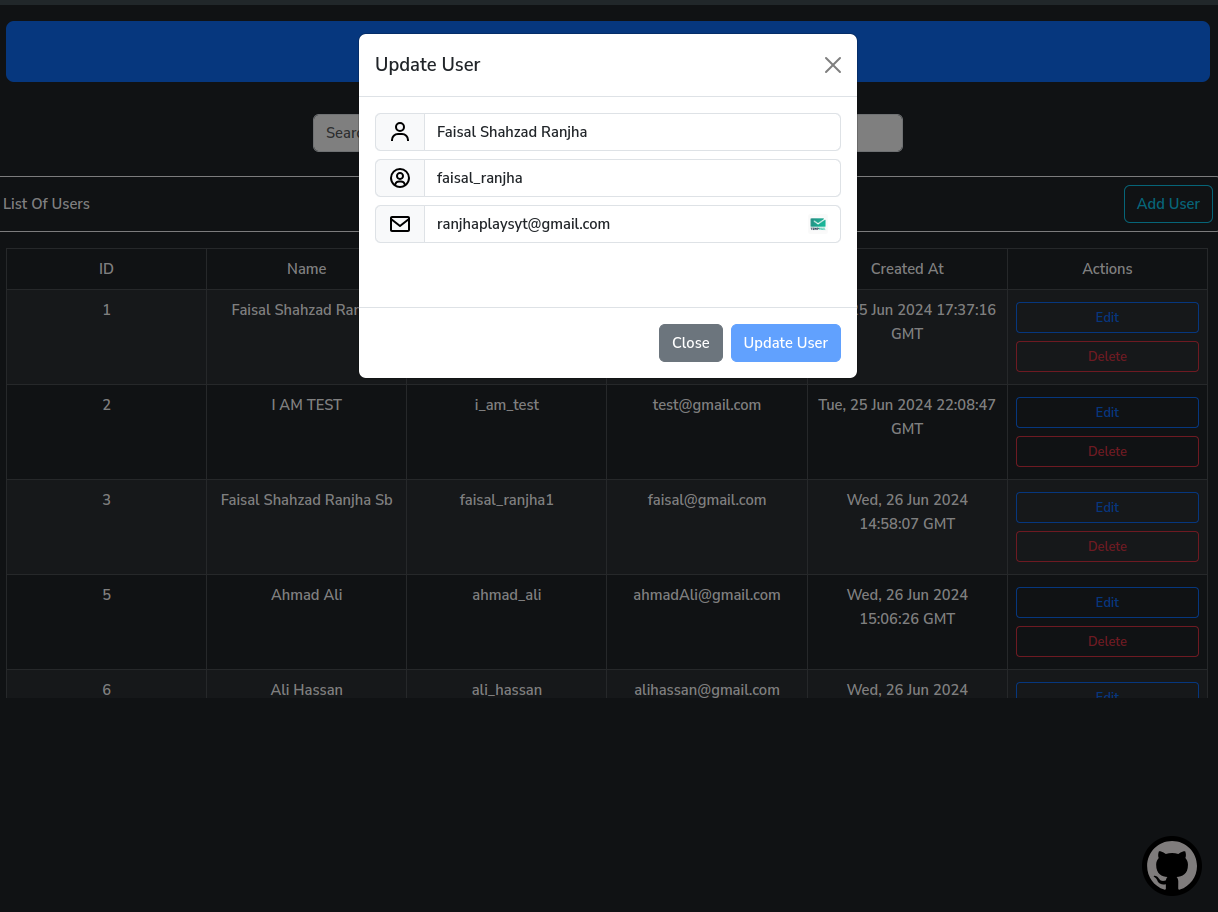 Update User
Faisal Shahzad Ranjha
faisal_ranjha
ranjhaplaysyt@gmail.com
Close Update User
List Of Users
Add User
ID Name Created At Actions
1 Faisal Shahzad 25 Jun 2024 17:37:16 GMT Edit Delete
2 I AM TEST i_am_test test@gmail.com Tue, 25 Jun 2024 22:08:47 GMT Edit Delete
3 Faisal Shahzad Ranjha Sb faisal_ranjha1 faisal@gmail.com Wed, 26 Jun 2024 14:58:07 GMT Edit Delete
5 Ahmad Ali ahmad_ali ahmadAli@gmail.com Wed, 26 Jun 2024 15:06:26 GMT Edit Delete
6 Ali Hassan ali_hassan alihassan@gmail.com Wed, 26 Jun 2024 Edit